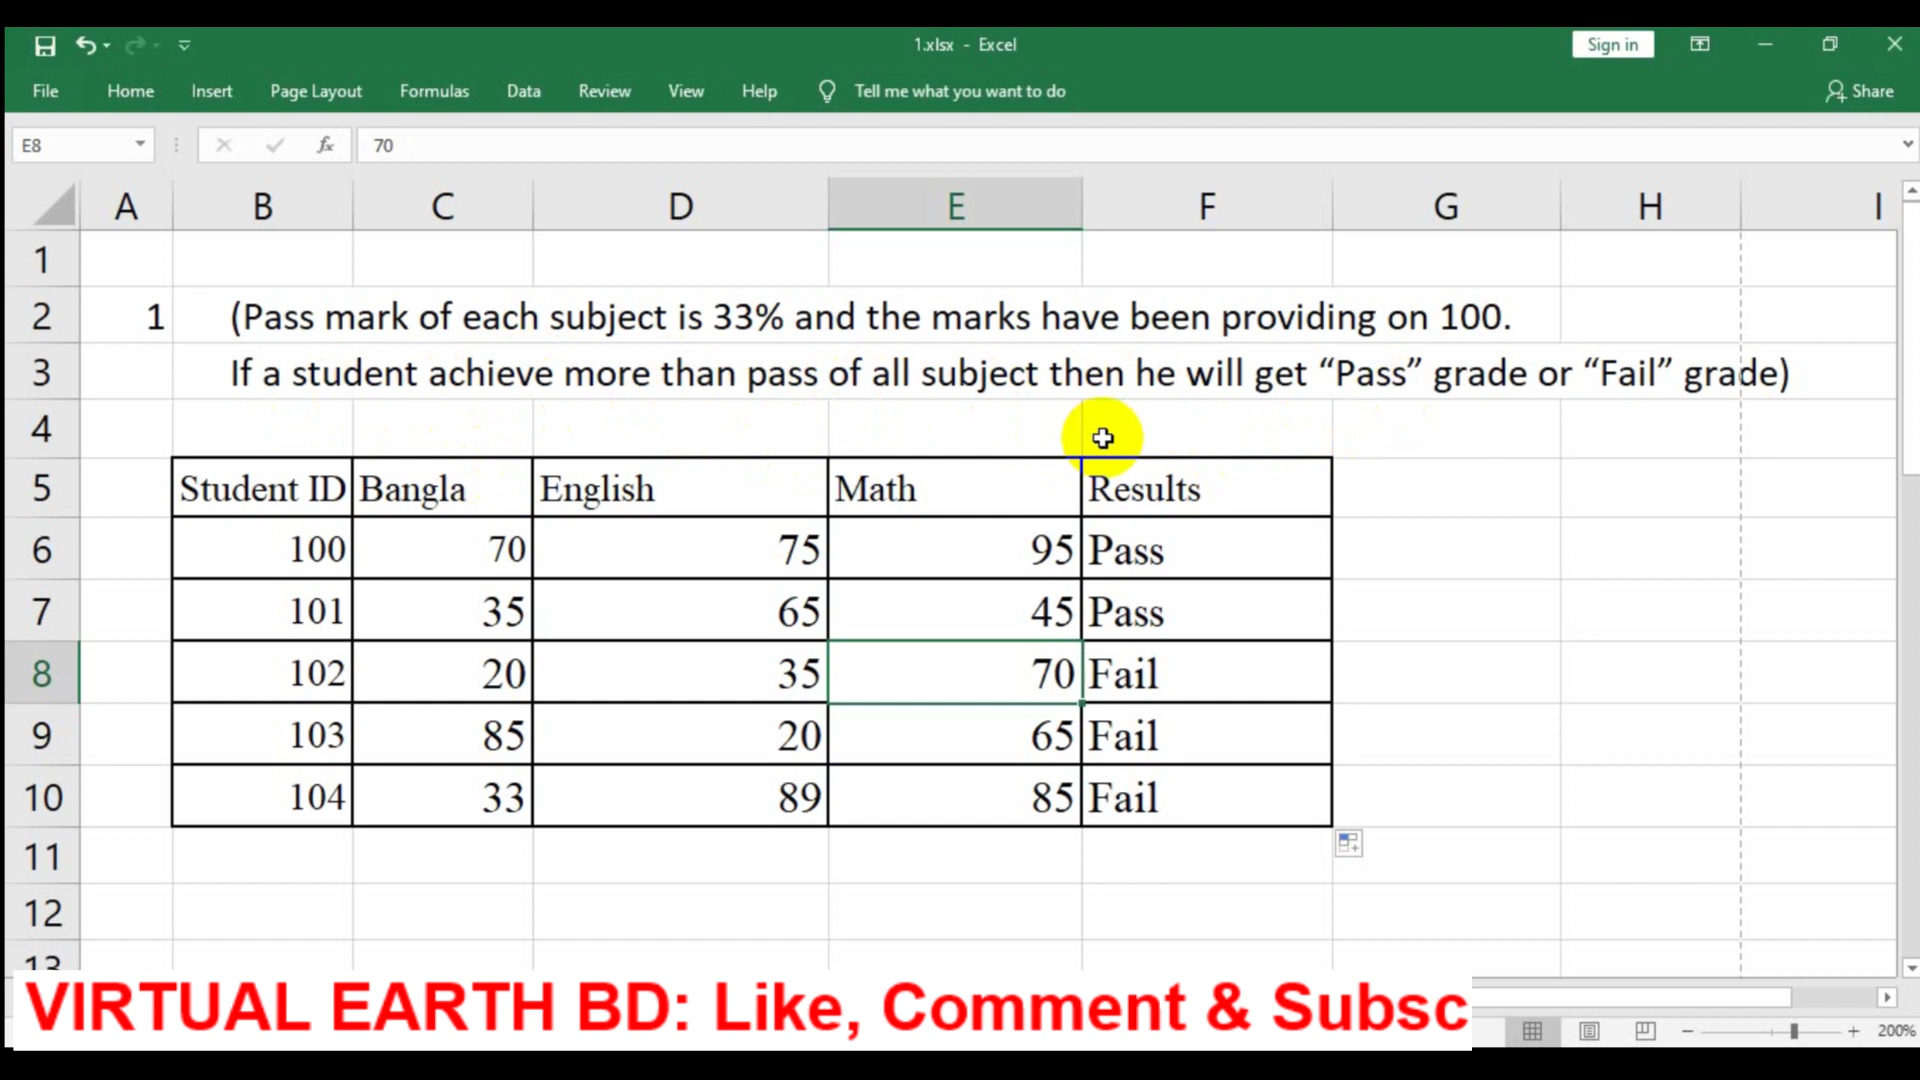 1.xlsx - Excel
Sign in
File Home Insert Page Layout Formulas Data Review View Help Tell me what you want to do Share
E8 fx 70
A B C D E F G H I
1
2 1 (Pass mark of each subject is 33% and the marks have been providing on 100.
3 If a student achieve more than pass of all subject then he will get “Pass” grade or “Fail” grade)
4
5 Student ID Bangla English Math Results
6 100 70 75 95 Pass
7 101 35 65 45 Pass
8 102 20 35 70 Fail
9 103 85 20 65 Fail
10 104 33 89 85 Fail
11
12
13
VIRTUAL EARTH BD: Like, Comment & Subsc
200%